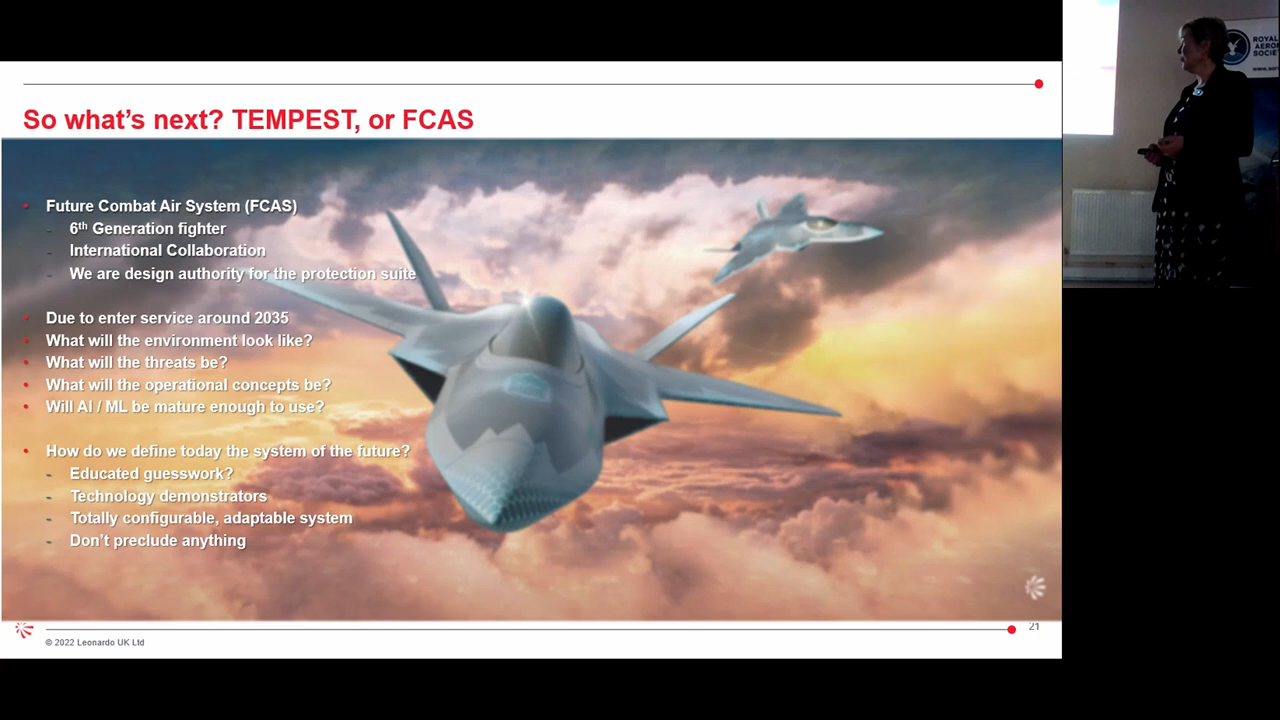 So what's next? TEMPEST, or FCAS
• Future Combat Air System (FCAS)
- 6th Generation fighter
- International Collaboration
- We are design authority for the protection suite
• Due to enter service around 2035
• What will the environment look like?
• What will the threats be?
• What will the operational concepts be?
• Will AI / ML be mature enough to use?
• How do we define today the system of the future?
- Educated guesswork?
- Technology demonstrators
- Totally configurable, adaptable system
- Don't preclude anything
© 2022 Leonardo UK Ltd
21
ROYAL
SOCIE